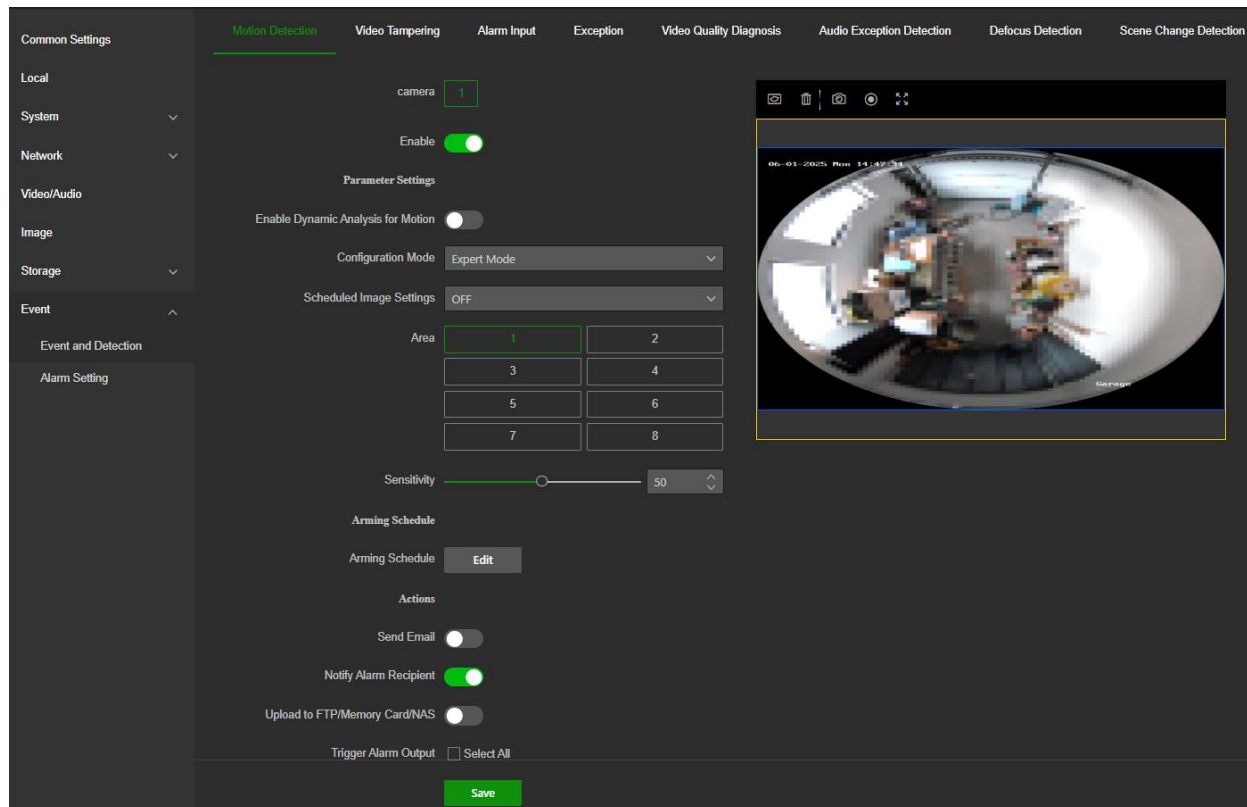 Common Settings
Local
System
Network
Video/Audio
Image
Storage
Event
Event and Detection
Alarm Setting
Motion Detection Video Tampering Alarm Input Exception Video Quality Diagnosis Audio Exception Detection Defocus Detection Scene Change Detection
camera 1
Enable
Parameter Settings
Enable Dynamic Analysis for Motion
Configuration Mode Expert Mode
Scheduled Image Settings OFF
Area 1 2
3 4
5 6
7 8
Sensitivity 50
Arming Schedule
Arming Schedule Edit
Actions
Send Email
Notify Alarm Recipient
Upload to FTP/Memory Card/NAS
Trigger Alarm Output Select All
Save
06-01-2025 Mon 14:47:34
Garage